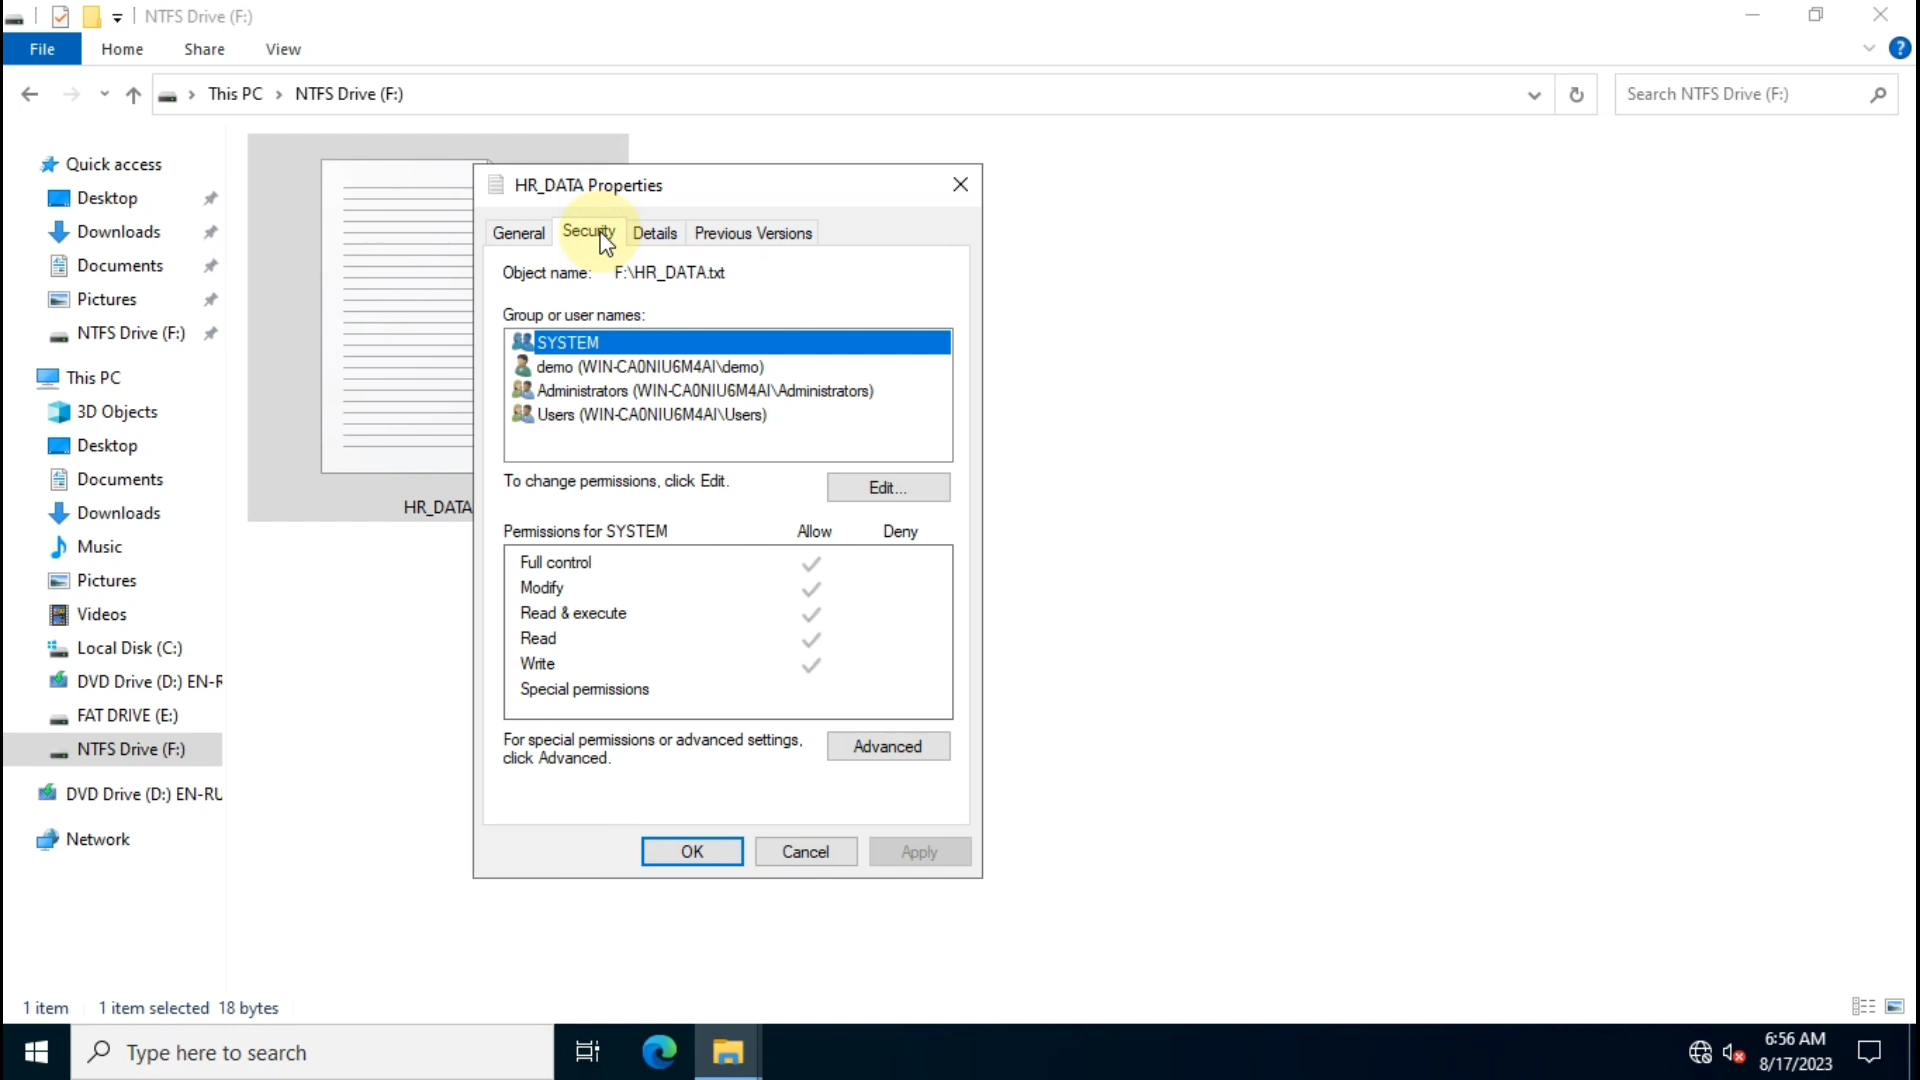 NTFS Drive (F:)
File Home Share View
This PC > NTFS Drive (F:)
Search NTFS Drive (F:)
Quick access
Desktop
Downloads
Documents
Pictures
NTFS Drive (F:)
This PC
3D Objects
Desktop
Documents
Downloads
Music
Pictures
Videos
Local Disk (C:)
DVD Drive (D:) EN-R
FAT DRIVE (E:)
NTFS Drive (F:)
DVD Drive (D:) EN-RU
Network
HR_DATA
HR_DATA Properties
General Security Details Previous Versions
Object name: F:\HR_DATA.txt
Group or user names:
SYSTEM
demo (WIN-CA0NIU6M4AI\demo)
Administrators (WIN-CA0NIU6M4AI\Administrators)
Users (WIN-CA0NIU6M4AI\Users)
To change permissions, click Edit.
Edit...
Permissions for SYSTEM Allow Deny
Full control
Modify
Read & execute
Read
Write
Special permissions
For special permissions or advanced settings,
click Advanced.
Advanced
OK Cancel Apply
1 item 1 item selected 18 bytes
Type here to search
6:56 AM
8/17/2023